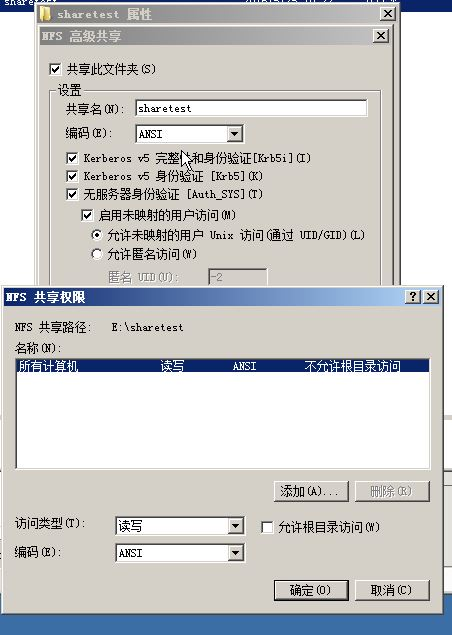 sharetest 属性
NFS 高级共享
共享此文件夹(S)
设置
共享名(N): sharetest
编码(E): ANSI
Kerberos v5 完整性和身份验证[Krb5i](I)
Kerberos v5 身份验证 [Krb5](K)
无服务器身份验证 [Auth_SYS](T)
启用未映射的用户访问(M)
允许未映射的用户 Unix 访问(通过 UID/GID)(L)
允许匿名访问(W)
匿名 UID(U): -2
NFS 共享权限
NFS 共享路径: E:\sharetest
名称(N):
所有计算机 读写 ANSI 不允许根目录访问
添加(A)... 删除(R)
访问类型(T): 读写 允许根目录访问(W)
编码(E): ANSI
确定(O) 取消(C)